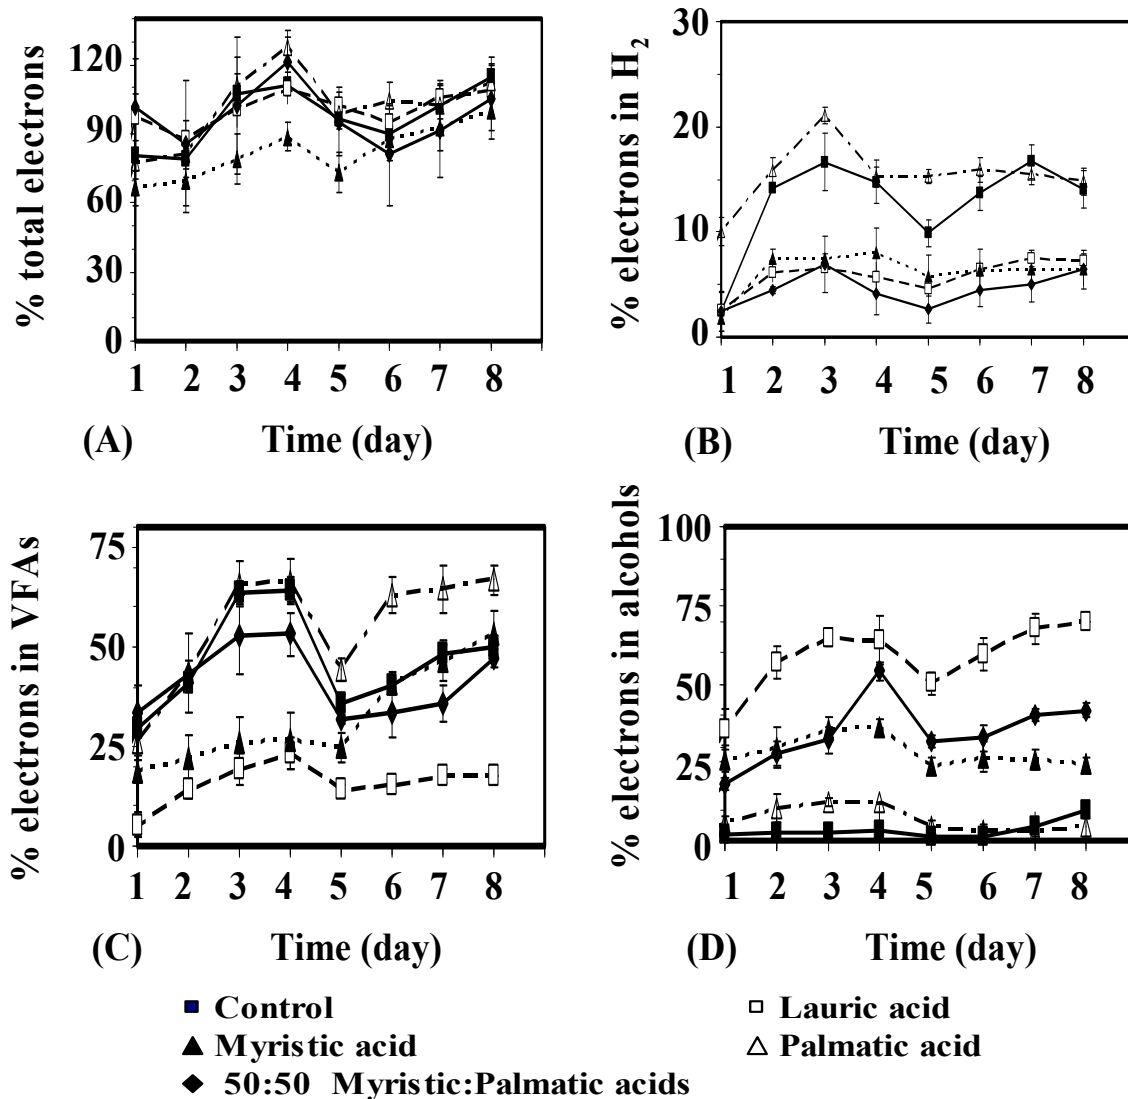 % total electrons
120
90
60
30
0
1 2 3 4 5 6 7 8
(A) Time (day)
% electrons in H2
30
20
10
0
1 2 3 4 5 6 7 8
(B) Time (day)
% electrons in VFAs
75
50
25
0
1 2 3 4 5 6 7 8
(C) Time (day)
% electrons in alcohols
100
75
50
25
0
1 2 3 4 5 6 7 8
(D) Time (day)
Control
Lauric acid
Myristic acid
Palmatic acid
50:50 Myristic:Palmatic acids